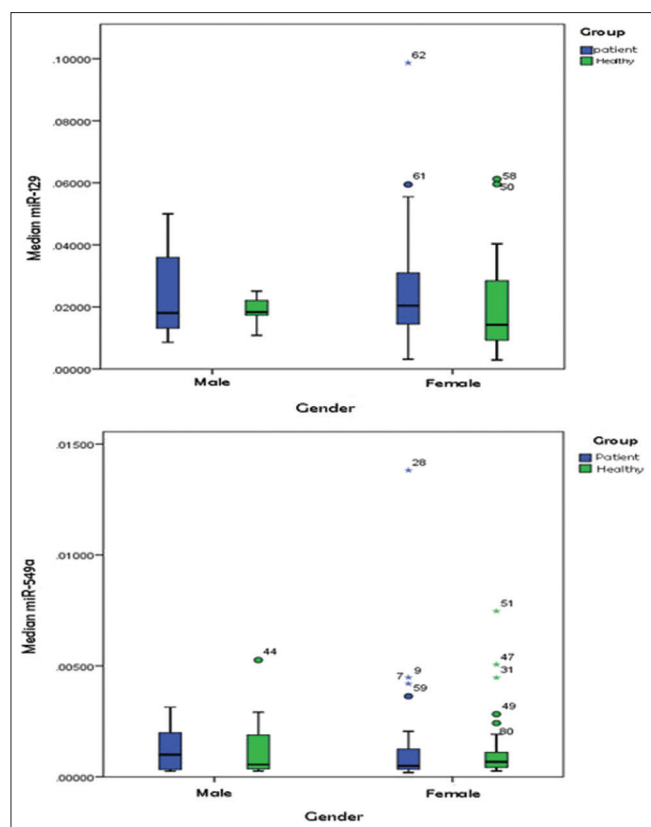 Group
patient
Healthy
.10000
62
.08000
Median miR-129
.06000
61
58
50
.04000
.02000
.00000
Male
Female
Gender
Group
Patient
Healthy
.01500
28
Median miR-549a
.01000
51
.00500
44
7
9
59
47
31
49
80
.00000
Male
Female
Gender